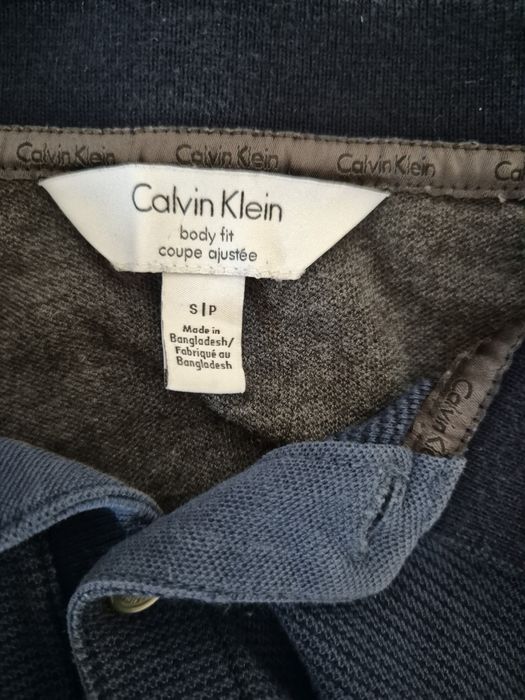 Calvin Klein Calvin Klein Calvin Klein Ca
Calvin Klein
body fit
coupe ajustée
S|P
Made in
Bangladesh/
Fabriqué au
Bangladesh
Calvin K